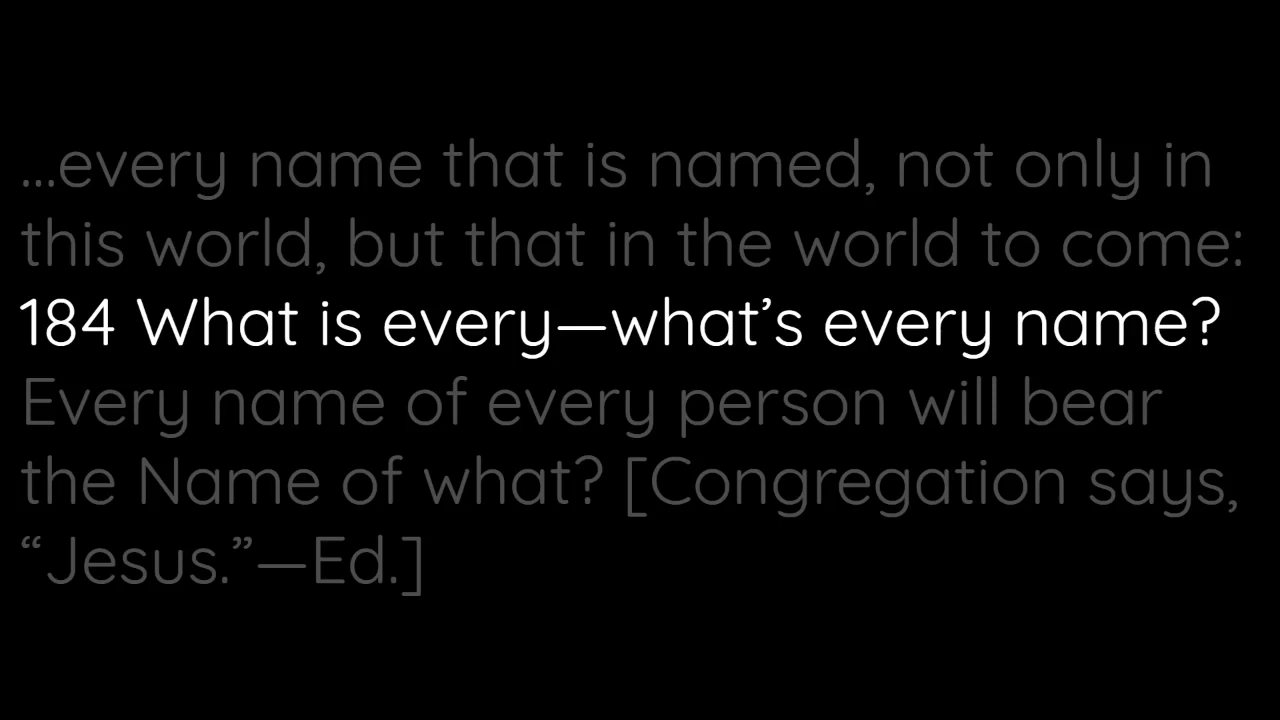 ...every name that is named, not only in
this world, but that in the world to come:
184 What is every—what’s every name?
Every name of every person will bear
the Name of what? [Congregation says,
“Jesus.”—Ed.]